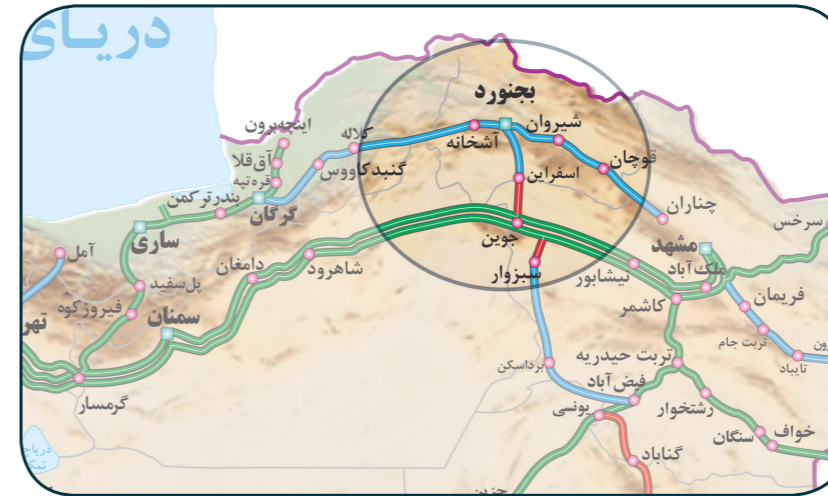 دریای
بجنورد
اینچه‌برون
کلاله
شیروان
آشخانه
آق‌قلا
گنبدکاووس
قوچان
اسفراین
قره‌تپه
بندرترکمن
گرگان
چناران
سرخس
ساری
جوین
مشهد
آمل
شاهرود
دامغان
سبزوار
نیشابور
ملک‌آباد
پل‌سفید
فیروزکوه
سمنان
کاشمر
فریمان
تربت جام
تایباد
تربت حیدریه
بردسکن
فیض‌آباد
گرمسار
یونسی
رشتخوار
سنگان
خواف
گناباد